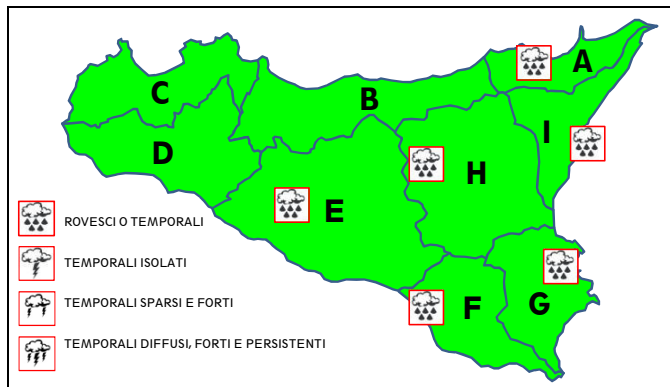 A
C
B
I
D
H
E
ROVESCI O TEMPORALI
TEMPORALI ISOLATI
G
F
TEMPORALI SPARSI E FORTI
TEMPORALI DIFFUSI, FORTI E PERSISTENTI